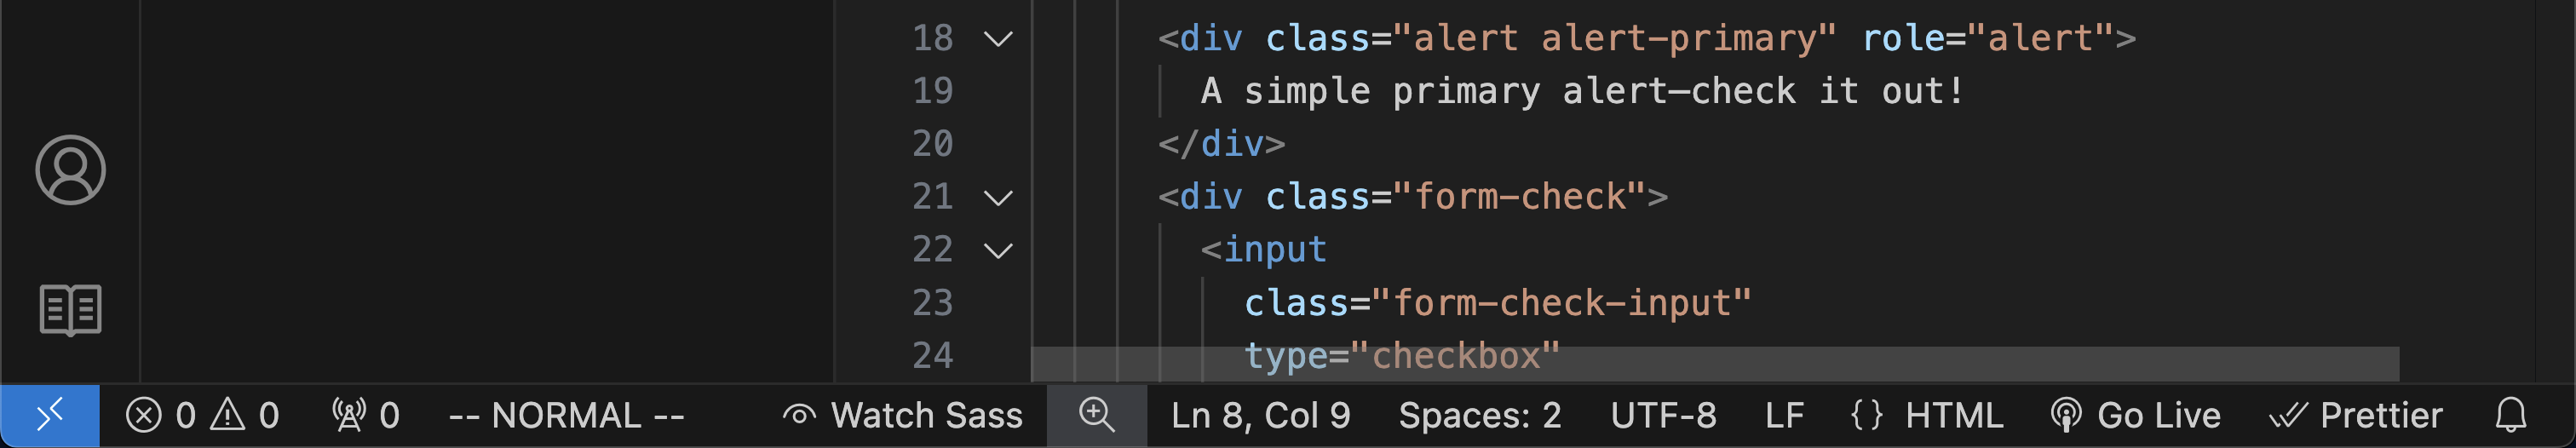 18 <div class="alert alert-primary" role="alert">
19 A simple primary alert—check it out!
20 </div>
21 <div class="form-check">
22 <input
23 class="form-check-input"
24 type="checkbox"
0 0 0 -- NORMAL -- Watch Sass Ln 8, Col 9 Spaces: 2 UTF-8 LF {} HTML Go Live Prettier